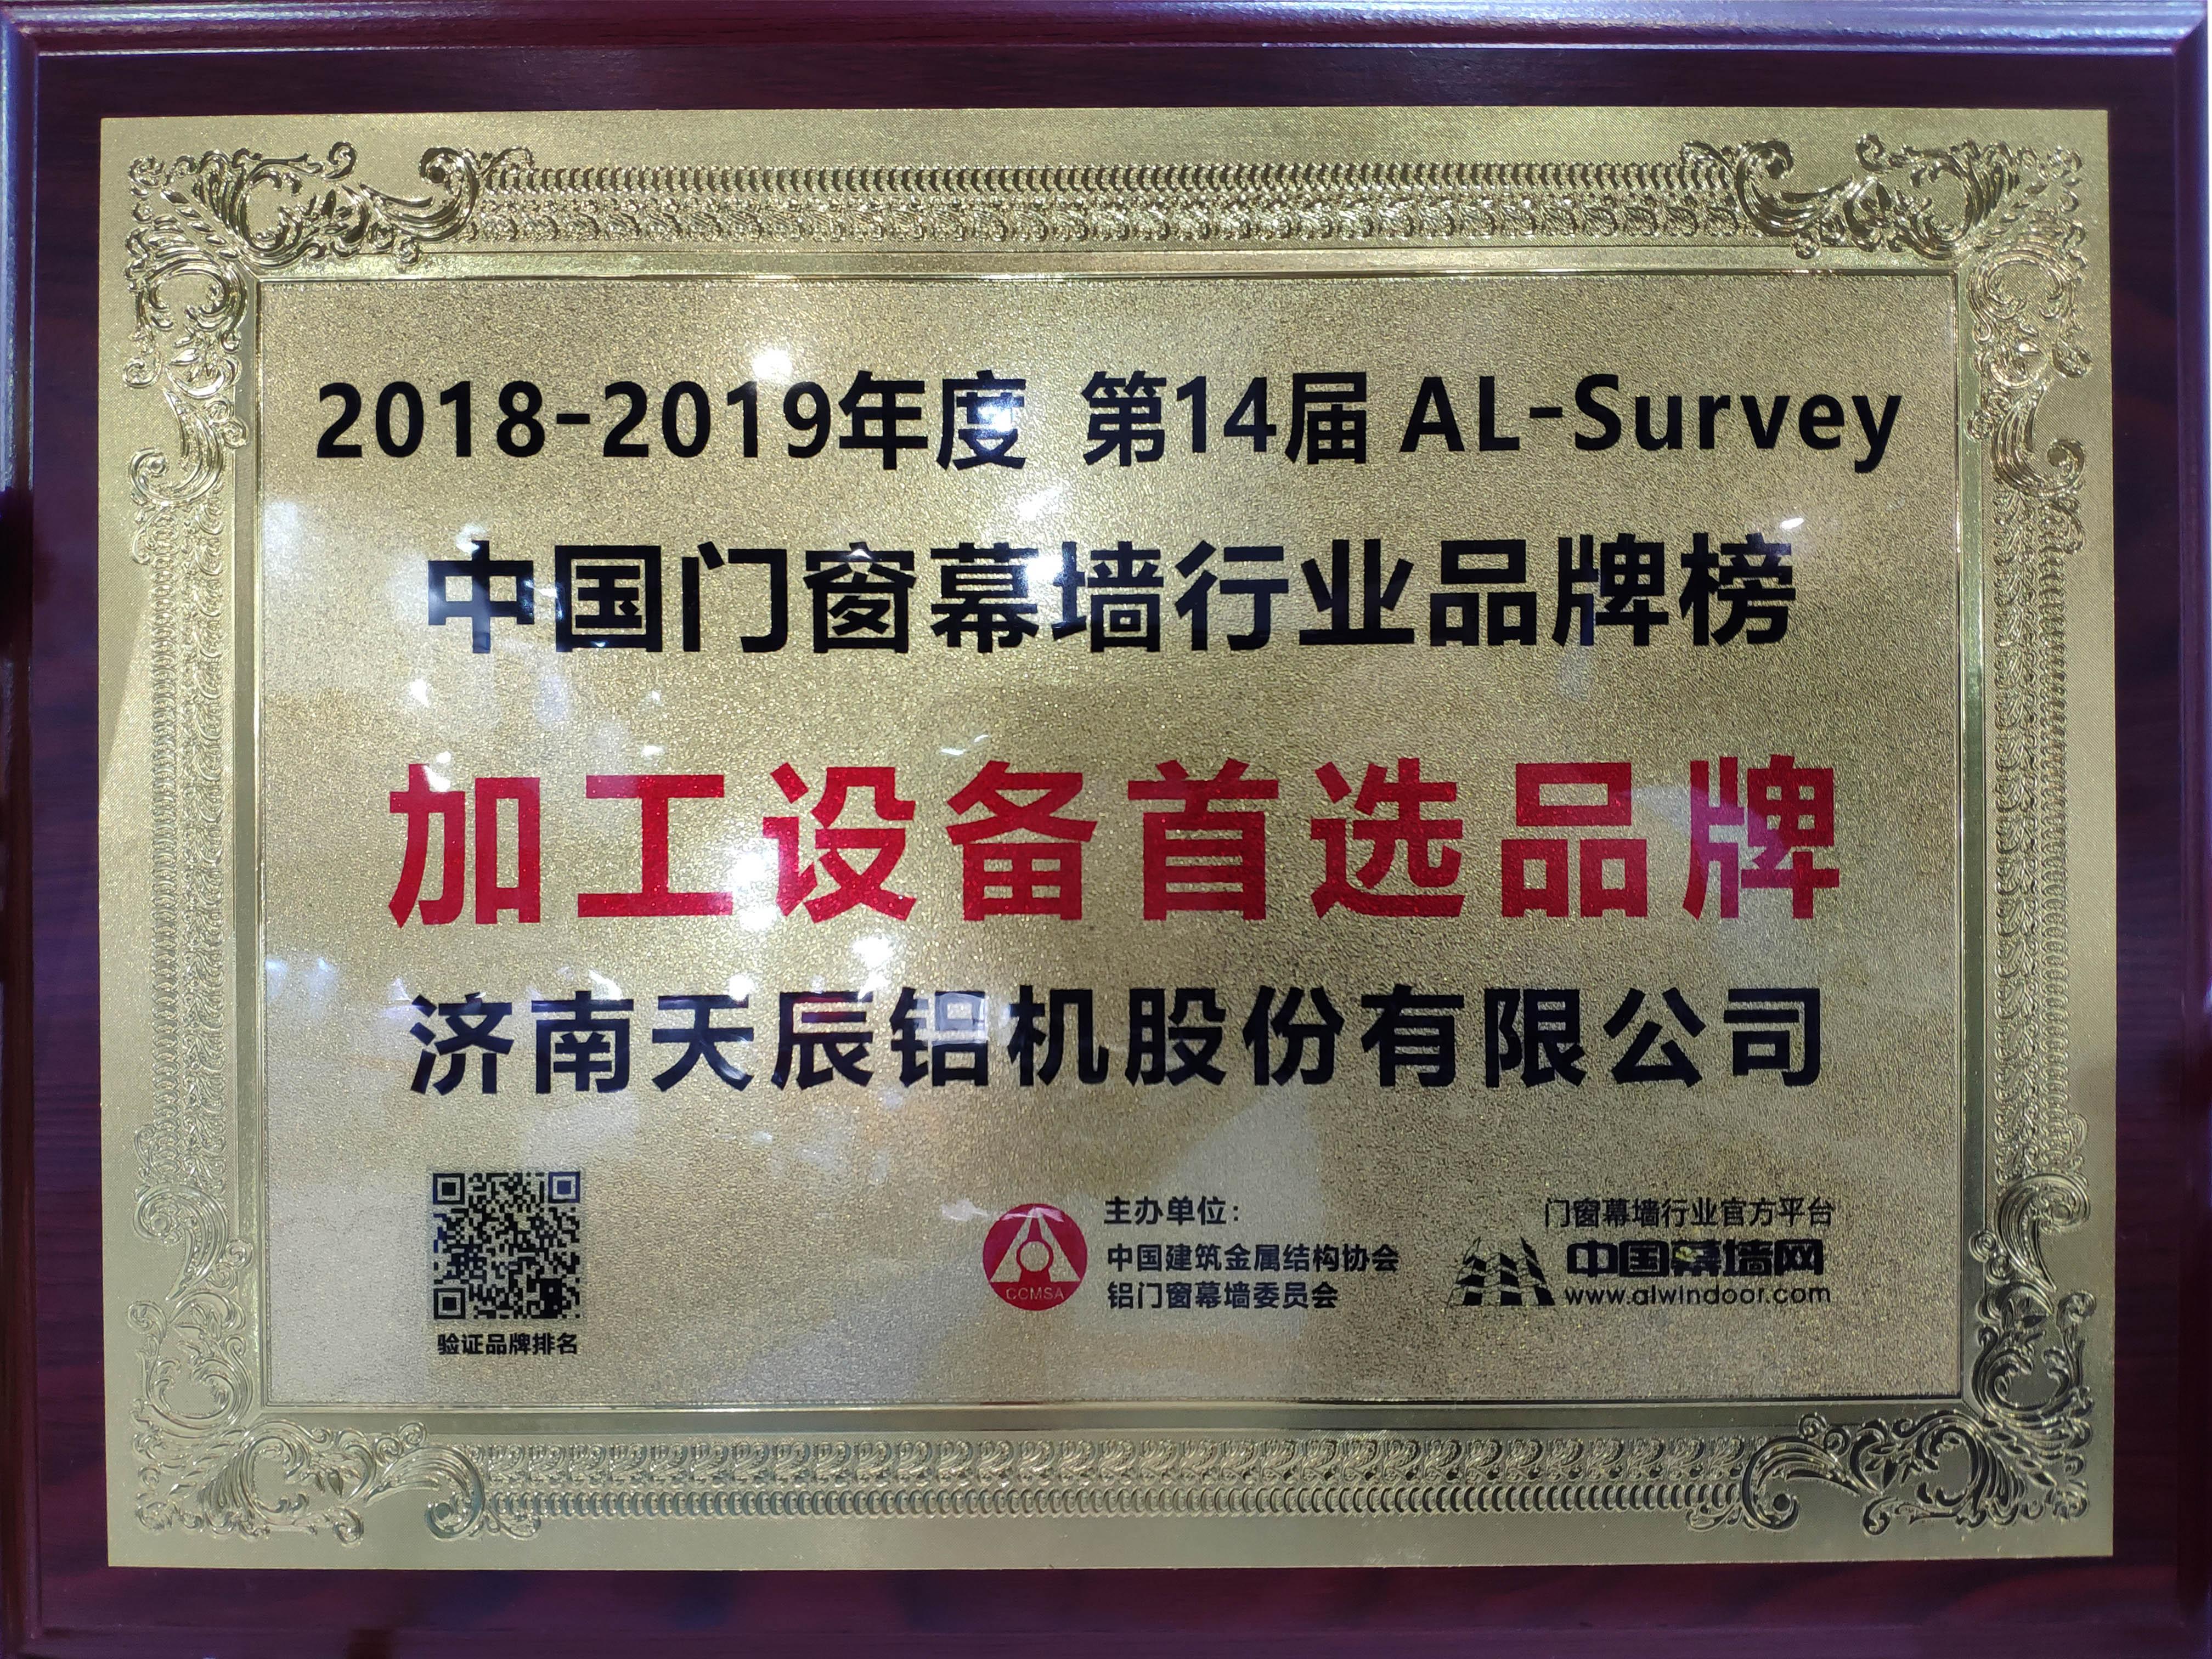 2018-2019年度 第14届 AL-Survey
中国门窗幕墙行业品牌榜
加工设备首选品牌
济南天辰铝机股份有限公司
验证品牌排名
CCMSA
主办单位：
中国建筑金属结构协会
铝门窗幕墙委员会
门窗幕墙行业官方平台
中国幕墙网
www.alwindoor.com